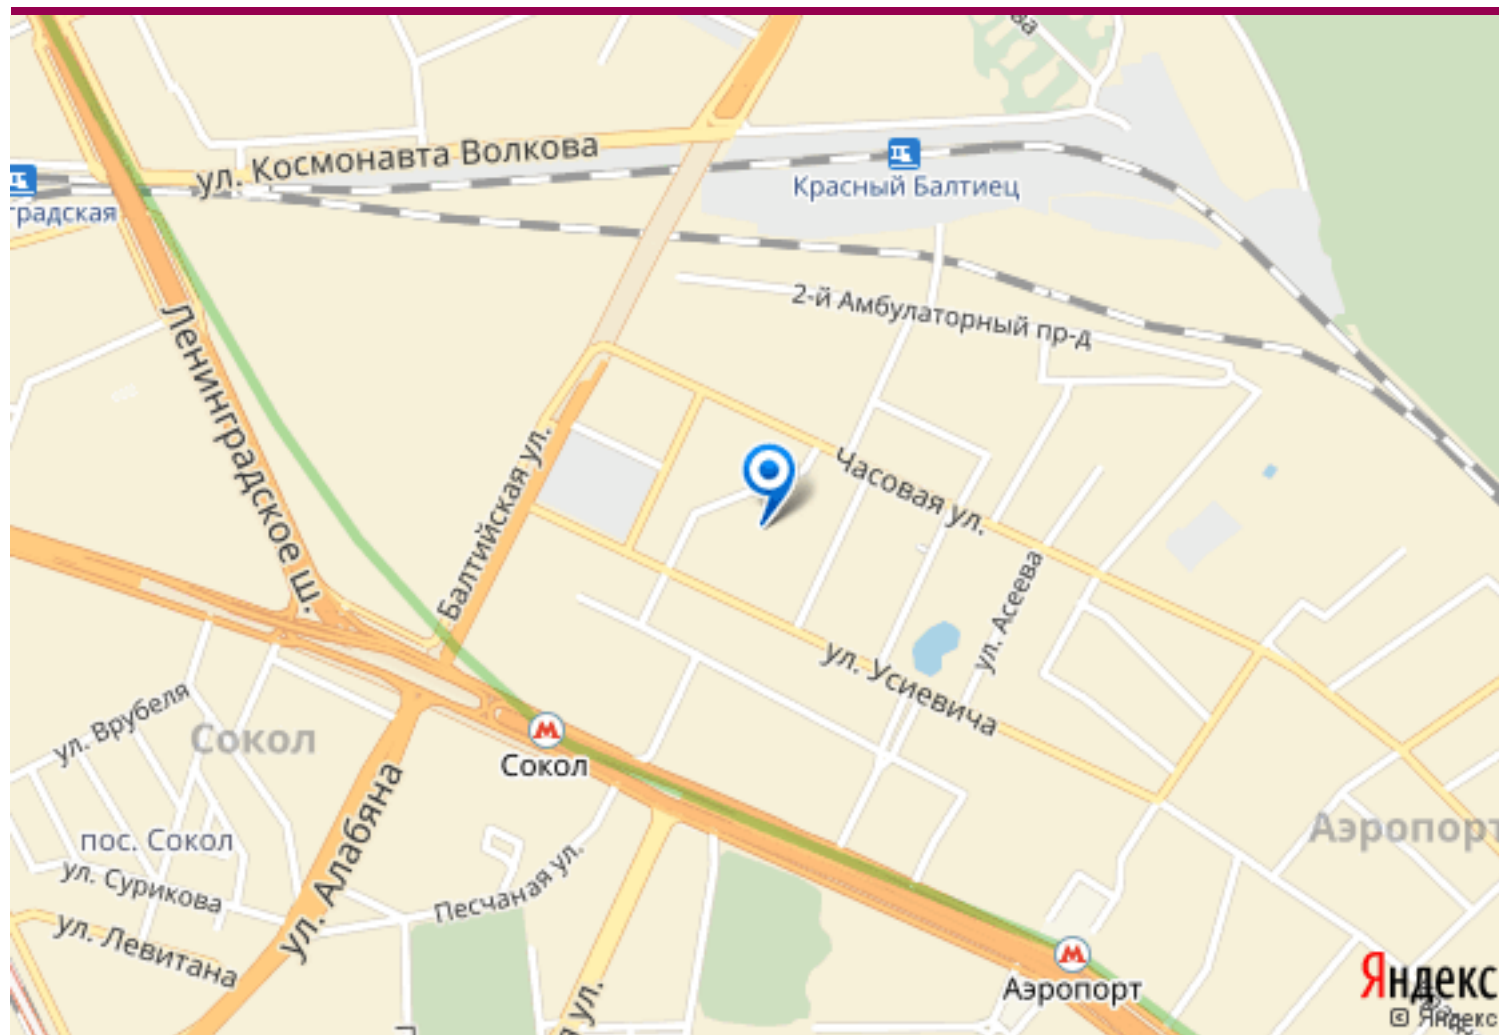 ва
ул. Космонавта Волкова
Красный Балтиец
градская
2-й Амбулаторный пр-д
Ленинградское ш.
Балтийская ул.
Часовая ул.
ул. Асеева
ул. Усиевича
ул. Врубеля
Сокол
Сокол
пос. Сокол
ул. Алабяна
Аэропорт
ул. Сурикова
Песчаная ул.
ул. Левитана
Аэропорт
я ул.
Яндекс
© Яндекс